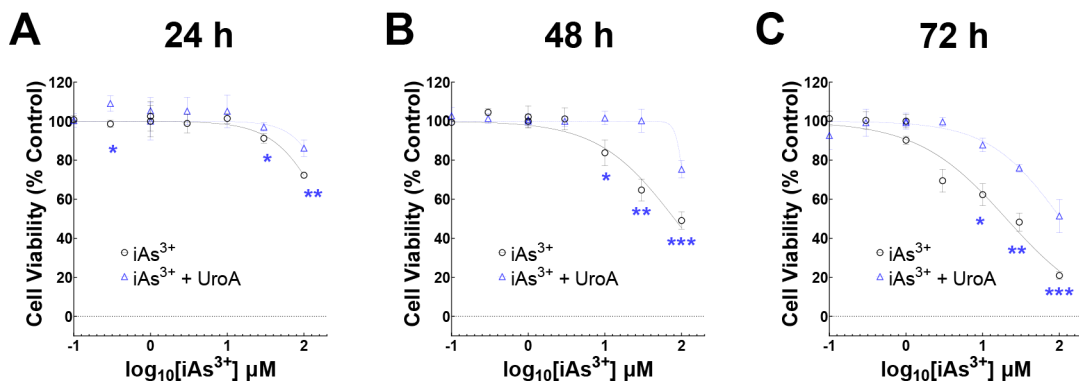 A 24 h
B 48 h
C 72 h
Cell Viability (% Control)
120
100
80
60
40
20
0
*
*
**
iAs³⁺
iAs³⁺ + UroA
-1 0 1 2
log₁₀[iAs³⁺] µM
Cell Viability (% Control)
120
100
80
60
40
20
0
*
**
***
iAs³⁺
iAs³⁺ + UroA
-1 0 1 2
log₁₀[iAs³⁺] µM
Cell Viability (% Control)
120
100
80
60
40
20
0
*
**
***
iAs³⁺
iAs³⁺ + UroA
-1 0 1 2
log₁₀[iAs³⁺] µM